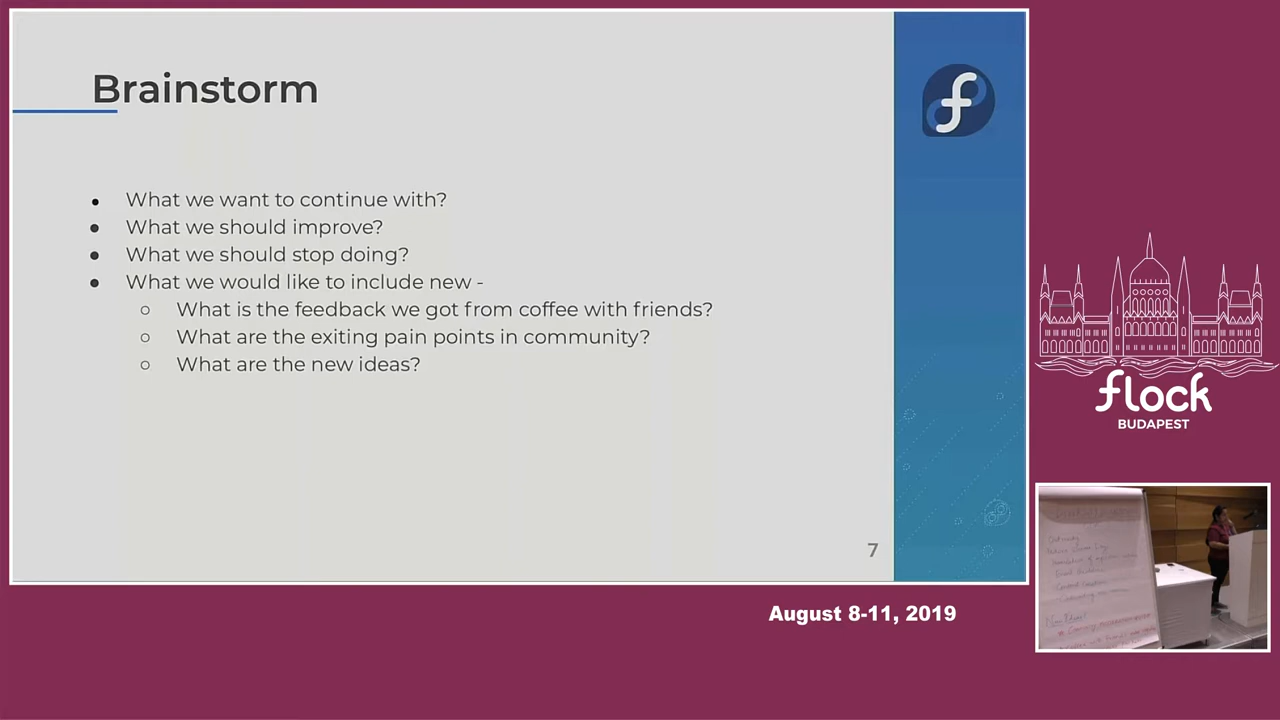 Brainstorm
● What we want to continue with?
● What we should improve?
● What we should stop doing?
● What we would like to include new -
○ What is the feedback we got from coffee with friends?
○ What are the exiting pain points in community?
○ What are the new ideas?
7
flock
BUDAPEST
August 8-11, 2019